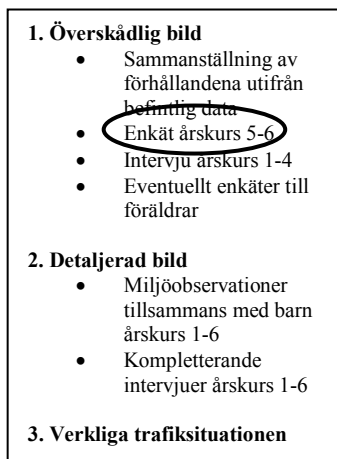 1. Överskådlig bild
• Sammanställning av
förhållandena utifrån
befintlig data
• Enkät årskurs 5-6
• Intervju årskurs 1-4
• Eventuellt enkäter till
föräldrar
2. Detaljerad bild
• Miljöobservationer
tillsammans med barn
årskurs 1-6
• Kompletterande
intervjuer årskurs 1-6
3. Verkliga trafiksituationen